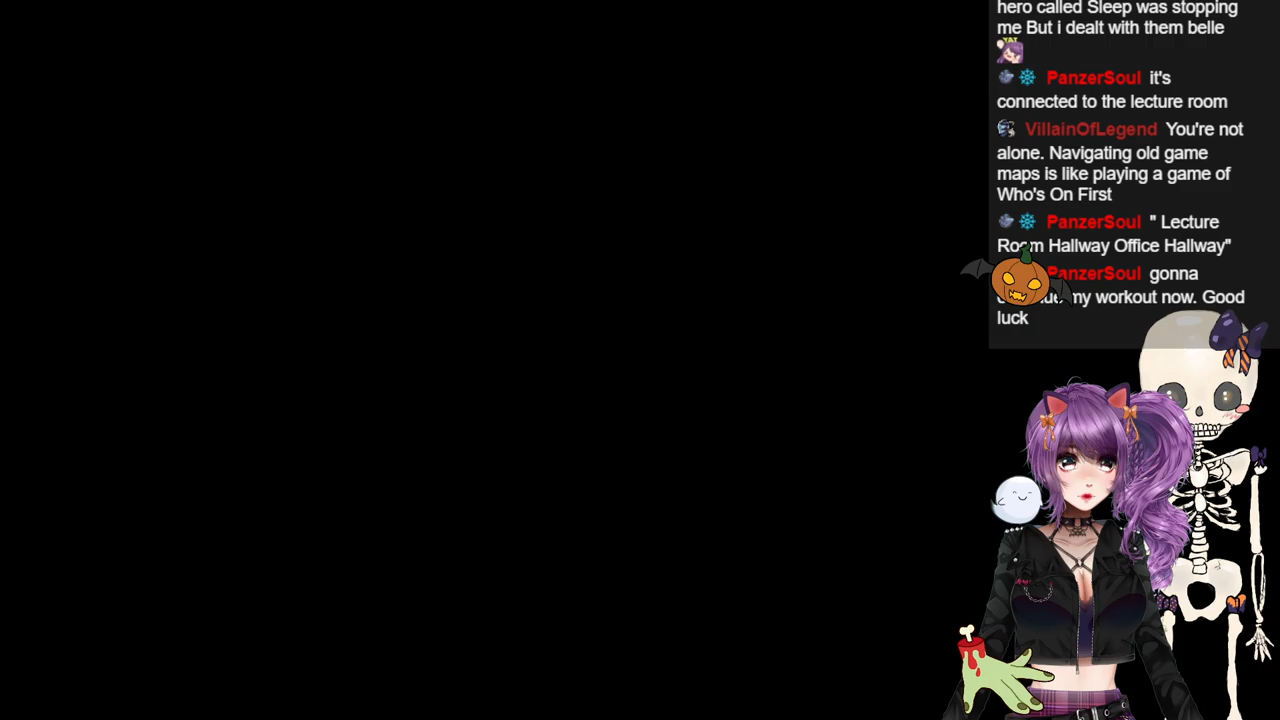 hero called Sleep was stopping
me But i dealt with them belle
PanzerSoul it's
connected to the lecture room
VillainOfLegend You're not
alone. Navigating old game
maps is like playing a game of
Who's On First
PanzerSoul " Lecture
Room Hallway Office Hallway"
PanzerSoul gonna
my workout now. Good
luck